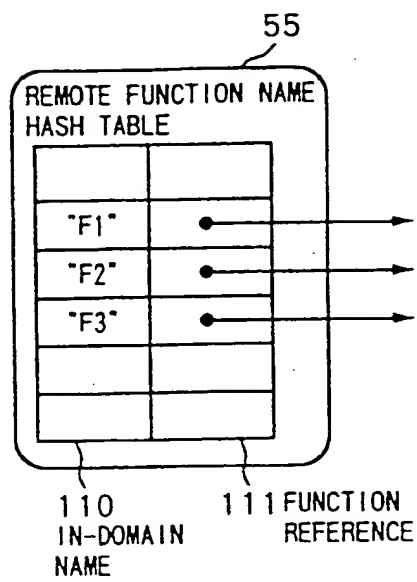 55
REMOTE FUNCTION NAME
HASH TABLE
"F1"
"F2"
"F3"
110
IN-DOMAIN
NAME
111 FUNCTION
REFERENCE